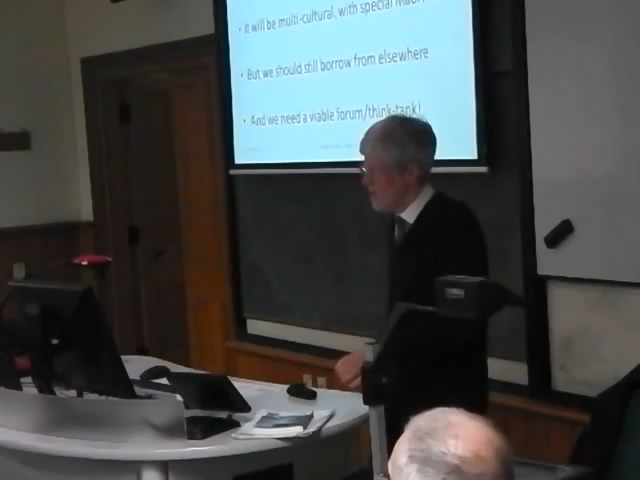 • It will be multi-cultural, with special
• But we should still borrow from elsewhere
• And we need a viable forum/think-tank!